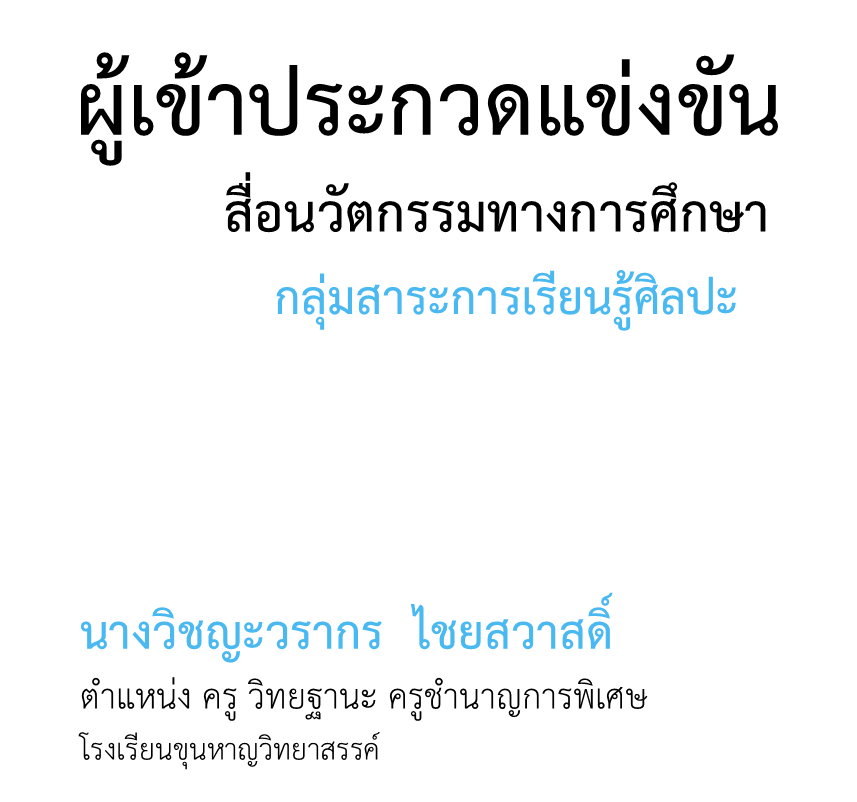 ผู้เข้าประกวดแข่งขัน
สื่อนวัตกรรมทางการศึกษา
กลุ่มสาระการเรียนรู้ศิลปะ
นางวิชญะวรากร ไชยสวาสดิ์
ตำแหน่ง ครู วิทยฐานะ ครูชำนาญการพิเศษ
โรงเรียนขุนหาญวิทยาสรรค์